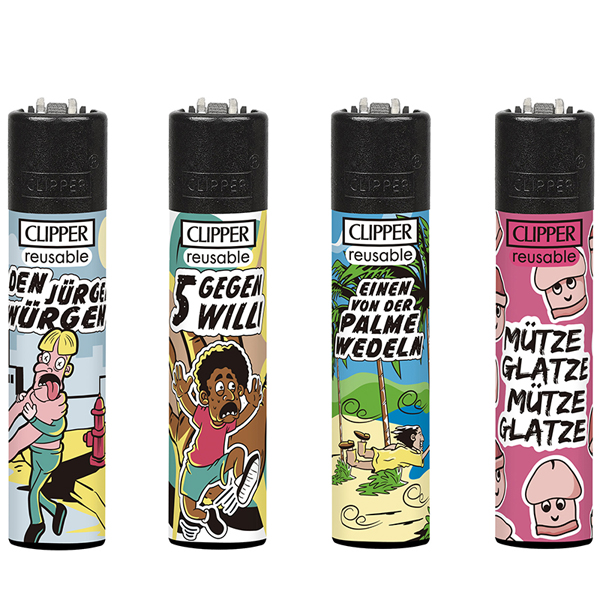 CLIPPER
CLIPPER
reusable
DEN JÜRGE
WÜRGEN
CLIPPER
CLIPPER
reusable
5 GEGEN
WILLI
CLIPPER
CLIPPER
reusable
EINEN
VON DER
PALME
WEDELN
CLIPPER
CLIPPER
reusable
MÜTZE
GLATZE
MÜTZE
GLATZE